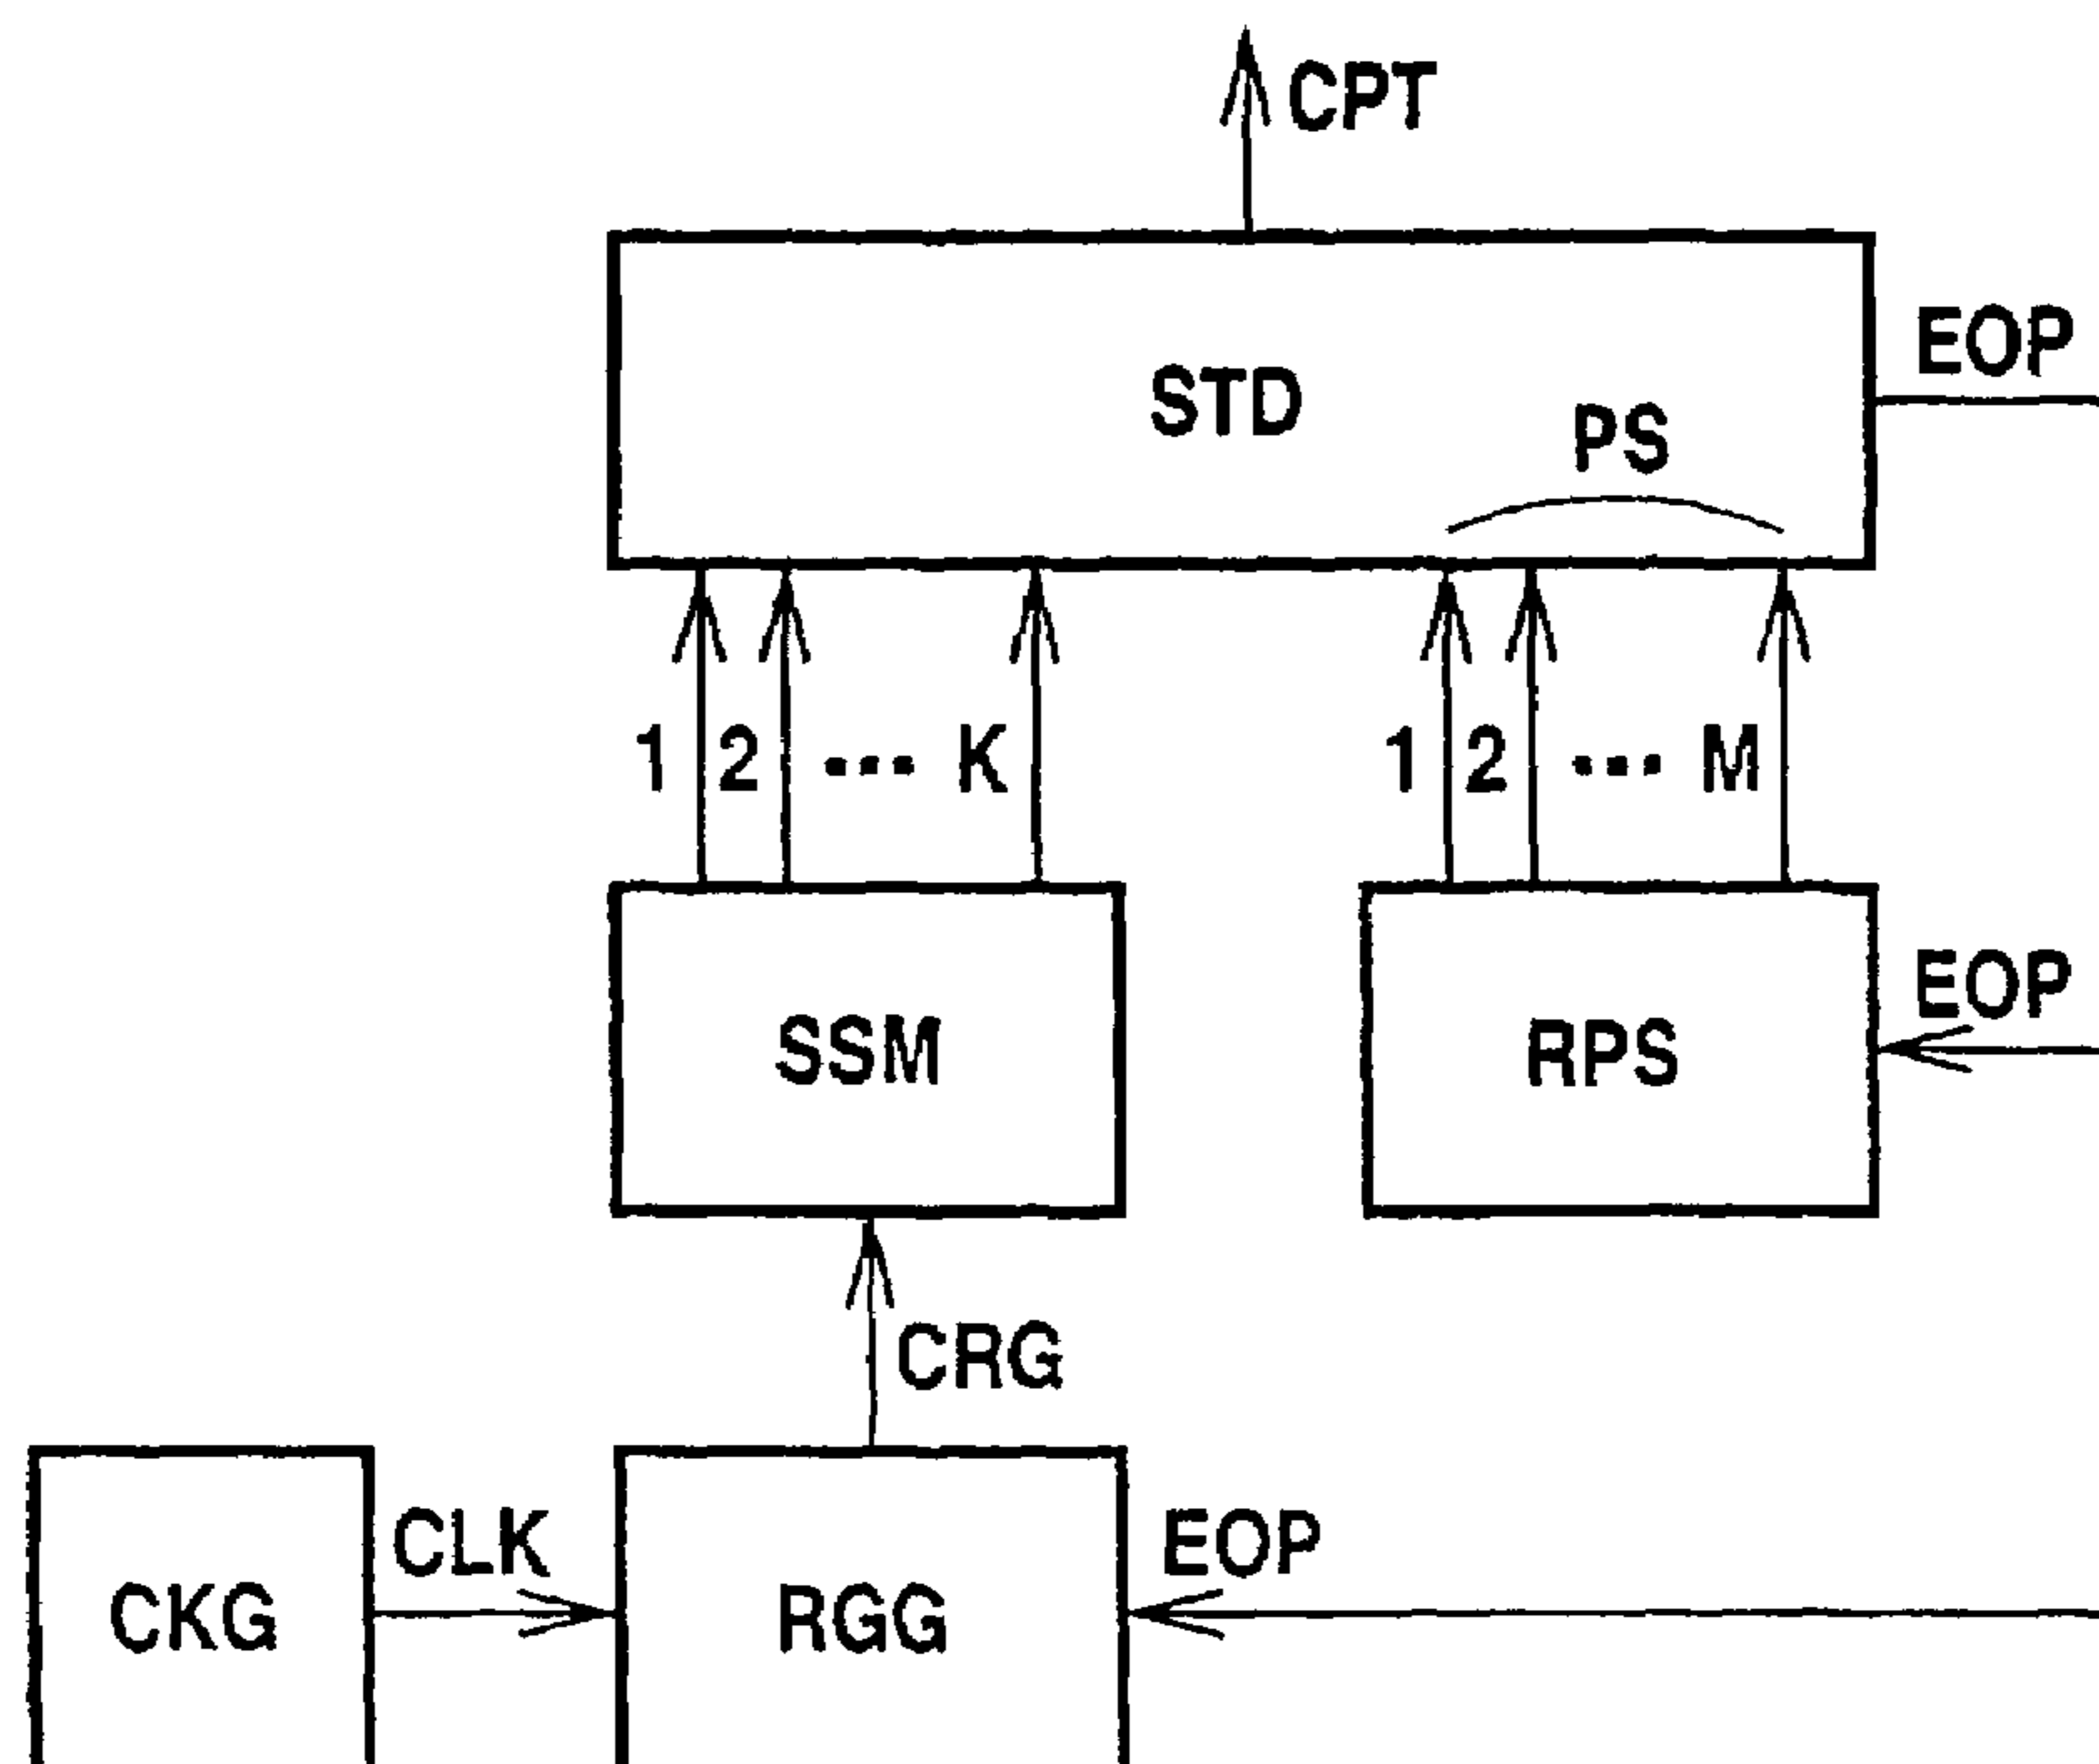 CPT
EOP
STD
PS
1 2 ... K
1 2 ... M
EOP
SSM
RPS
CRG
CLK
EOP
CKG
RGG